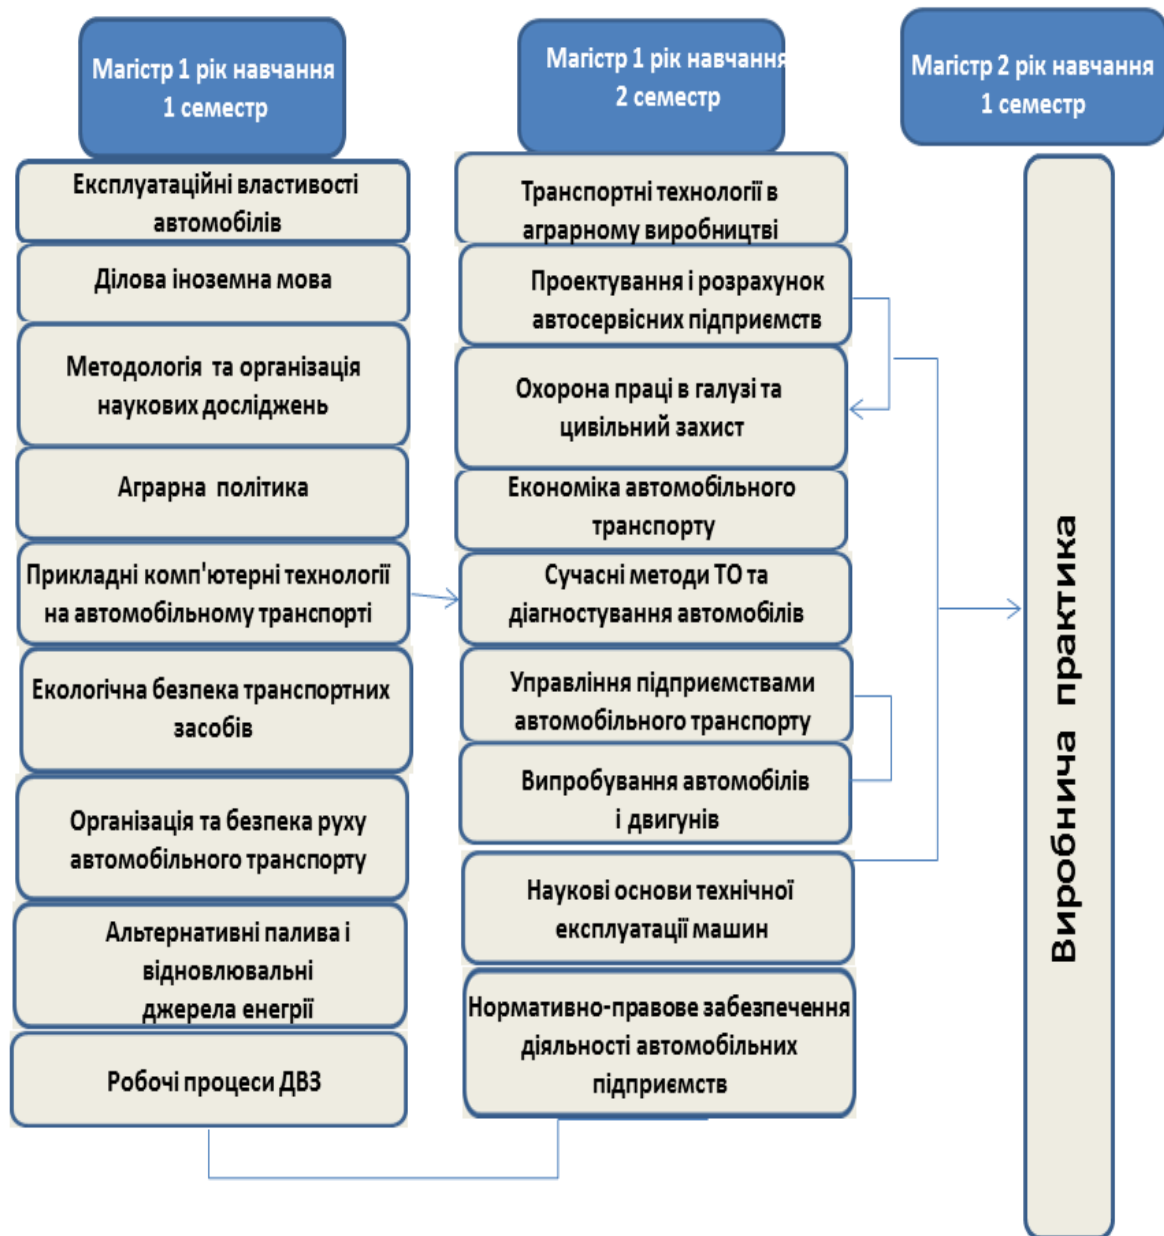 Магістр 1 рік навчання
1 семестр
Експлуатаційні властивості
автомобілів
Ділова іноземна мова
Методологія та організація
наукових досліджень
Аграрна політика
Прикладні комп'ютерні технології
на автомобільному транспорті
Екологічна безпека транспортних
засобів
Організація та безпека руху
автомобільного транспорту
Альтернативні палива і
відновлювальні
джерела енегрії
Робочі процеси ДВЗ
Магістр 1 рік навчання
2 семестр
Транспортні технології в
аграрному виробництві
Проектування і розрахунок
автосервісних підприємств
Охорона праці в галузі та
цивільний захист
Економіка автомобільного
транспорту
Сучасні методи ТО та
діагностування автомобілів
Управління підприємствами
автомобільного транспорту
Випробування автомобілів
і двигунів
Наукові основи технічної
експлуатації машин
Нормативно-правове забезпечення
діяльності автомобільних
підприємств
Магістр 2 рік навчання
1 семестр
Виробнича практика